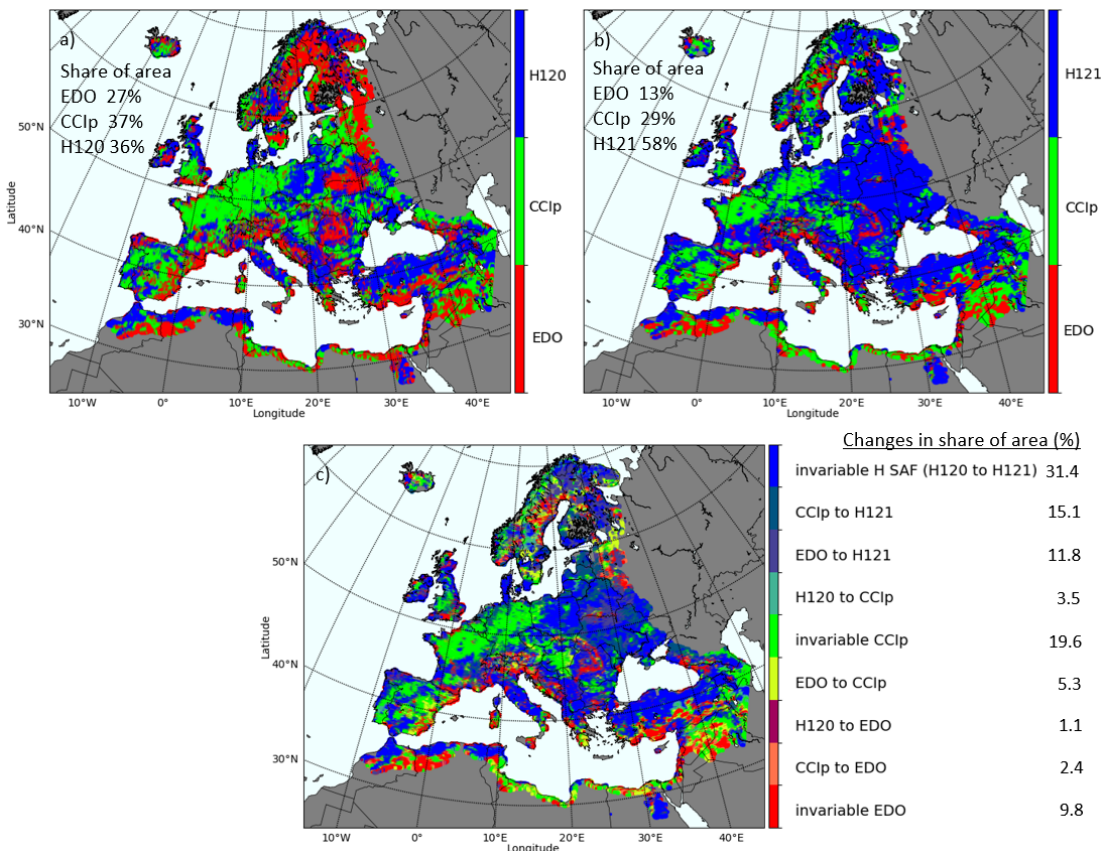 a)
Share of area
EDO 27%
CCIp 37%
H120 36%
H120
CCIp
EDO
50°N
40°N
30°N
Latitude
10°W 0° 10°E 20°E 30°E 40°E
Longitude
b)
Share of area
EDO 13%
CCIp 29%
H121 58%
H121
CCIp
EDO
10°W 0° 10°E 20°E 30°E 40°E
Longitude
c)
50°N
40°N
30°N
Latitude
10°W 0° 10°E 20°E 30°E 40°E
Longitude
Changes in share of area (%)
invariable H SAF (H120 to H121) 31.4
CCIp to H121 15.1
EDO to H121 11.8
H120 to CCIp 3.5
invariable CCIp 19.6
EDO to CCIp 5.3
H120 to EDO 1.1
CCIp to EDO 2.4
invariable EDO 9.8